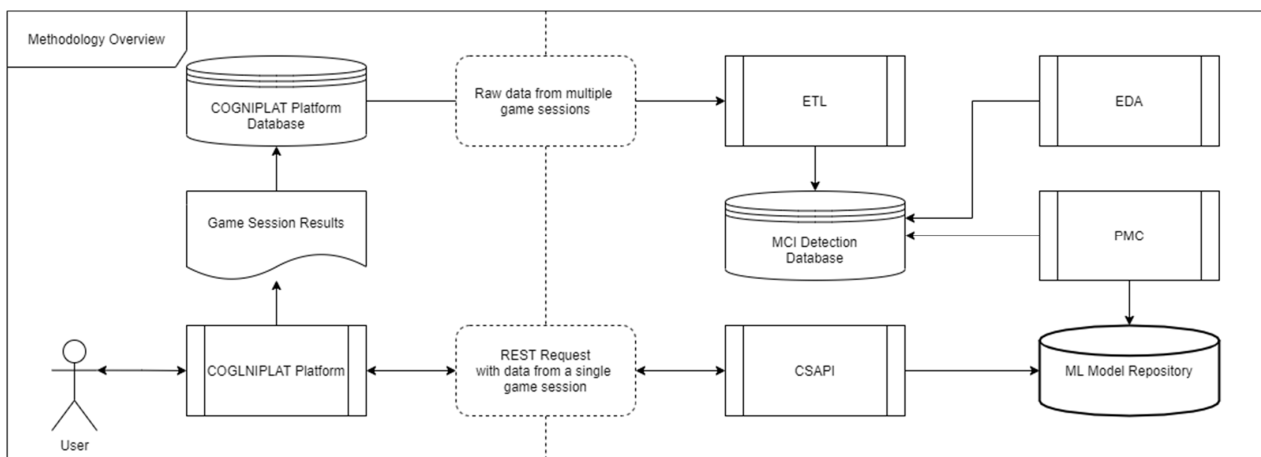 Methodology Overview
COGNIPLAT Platform
Database
Raw data from multiple
game sessions
ETL
EDA
Game Session Results
MCI Detection
Database
PMC
COGLNIPLAT Platform
REST Request
with data from a single
game session
CSAPI
ML Model Repository
User